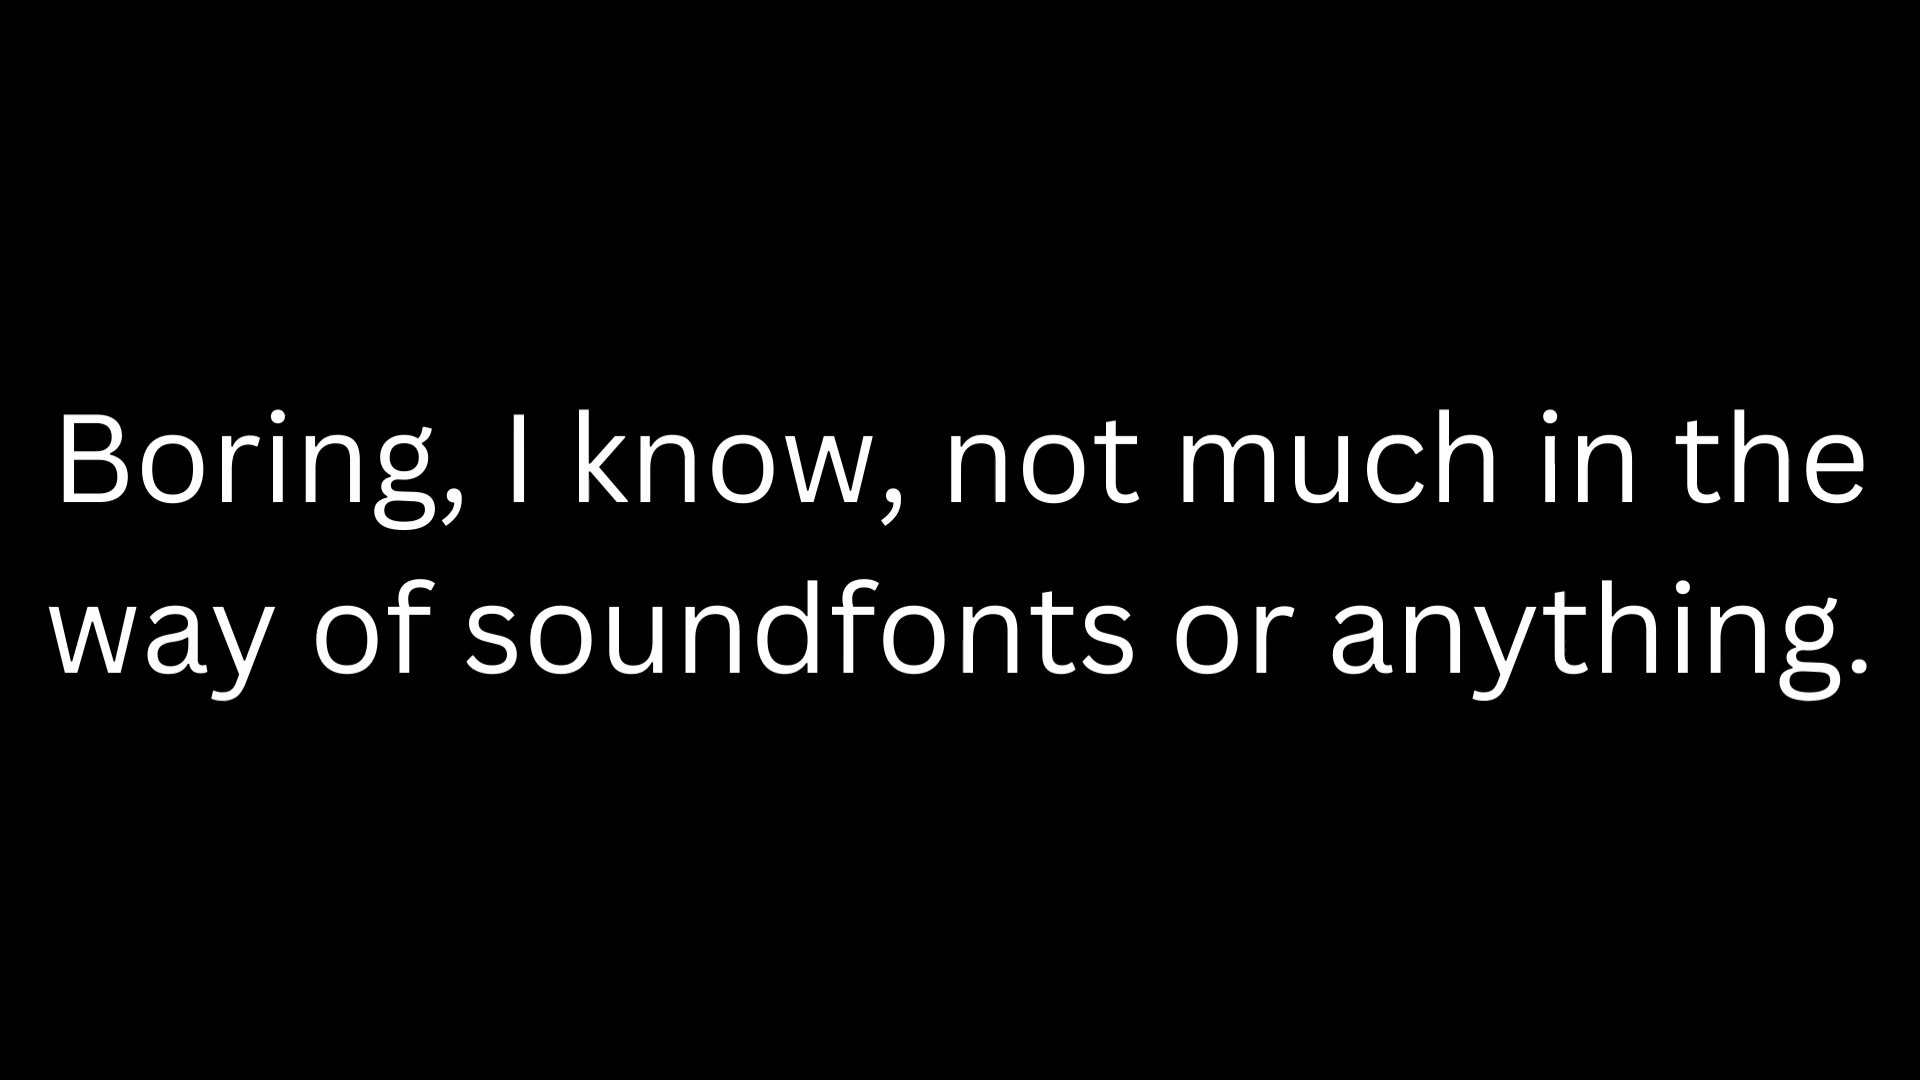 Boring, I know, not much in the
way of soundfonts or anything.